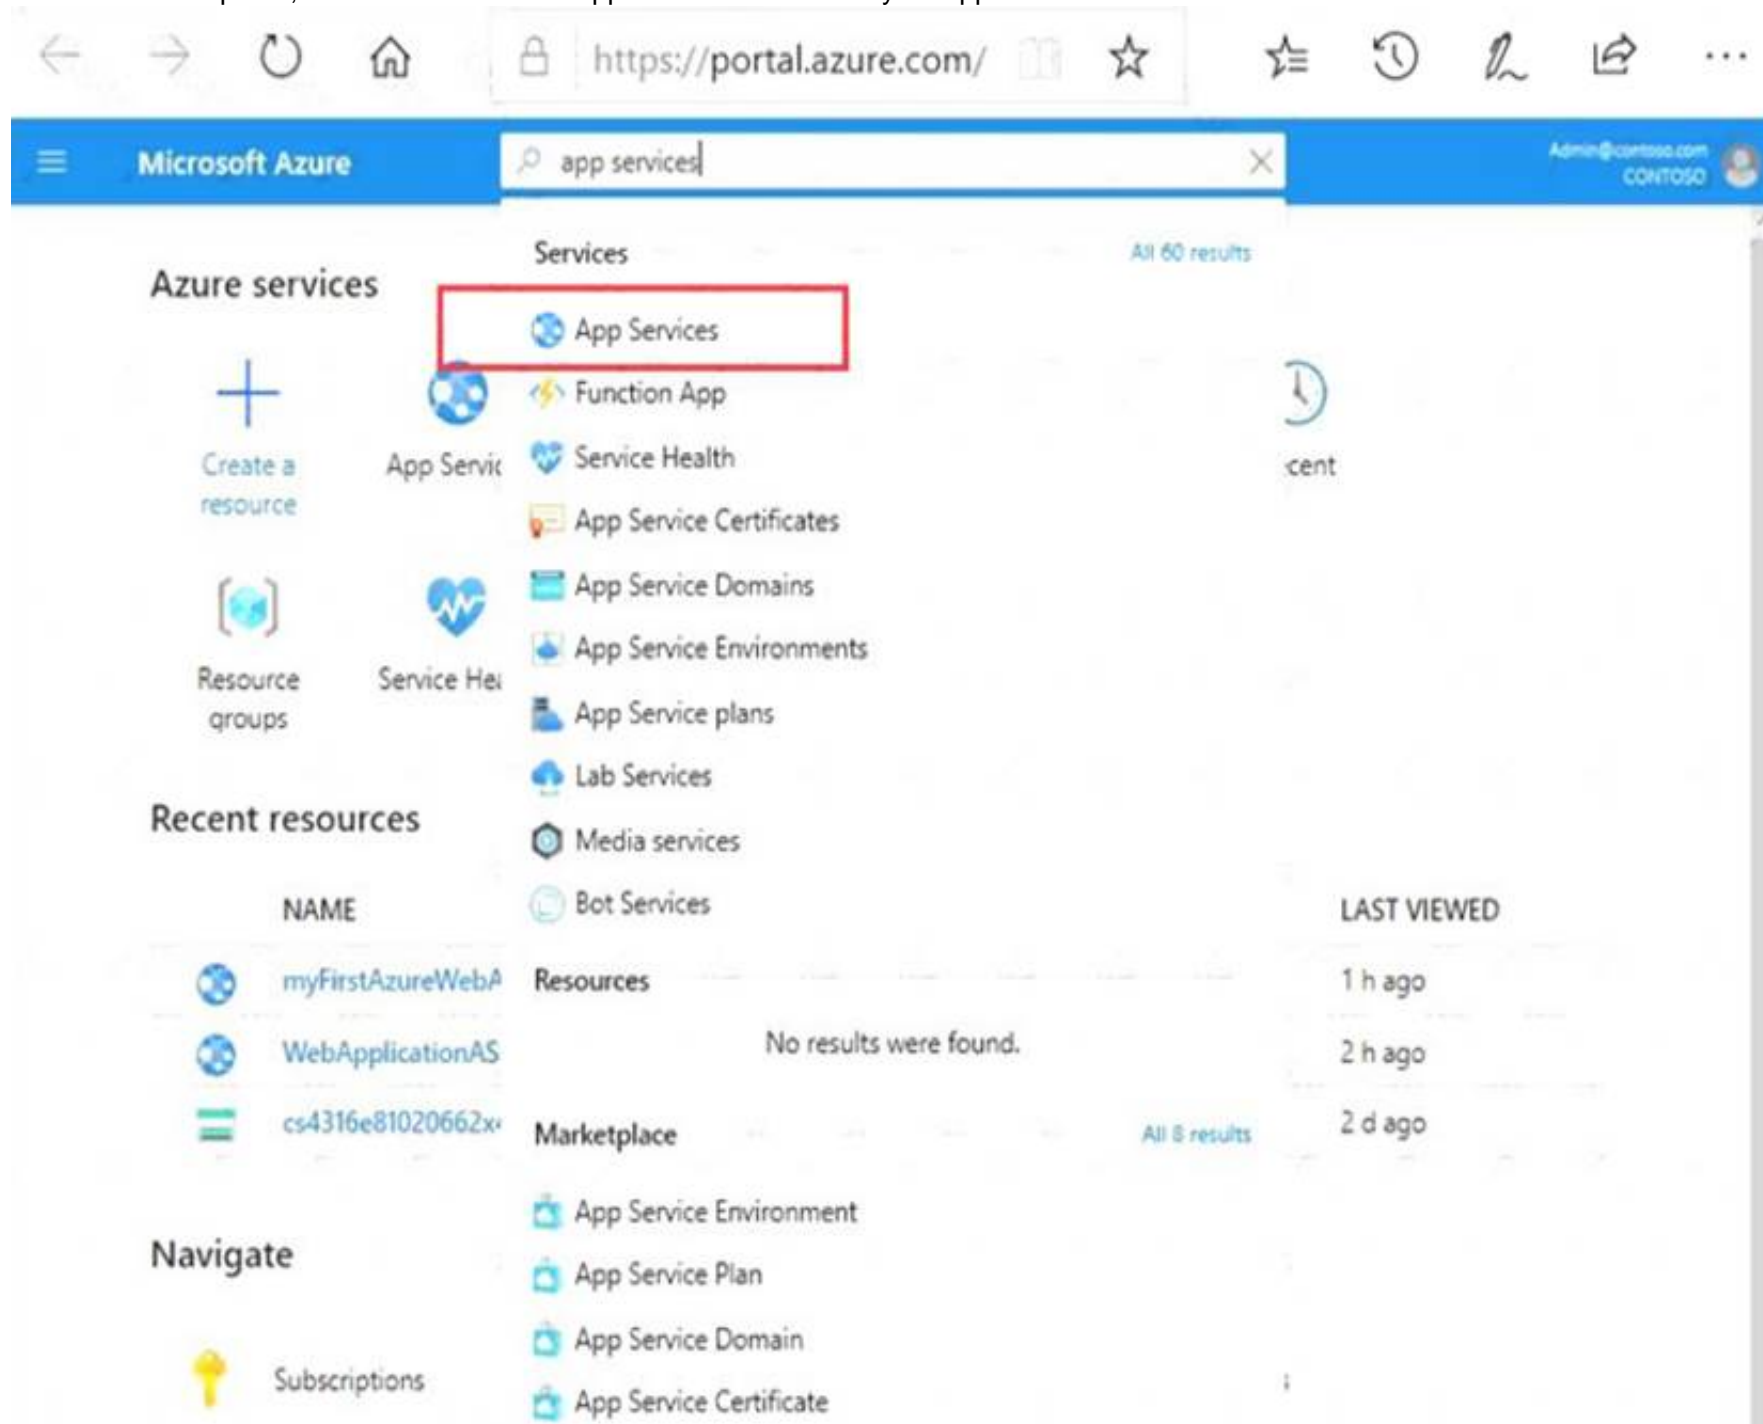 https://portal.azure.com/
Microsoft Azure
app services
Admin@contoso.com
CONTOSO
Services
All 60 results
Azure services
App Services
Function App
Create a
resource
App Servic
Service Health
cent
App Service Certificates
App Service Domains
App Service Environments
Resource
groups
Service Hea
App Service plans
Lab Services
Recent resources
Media services
NAME
Bot Services
LAST VIEWED
myFirstAzureWebA
Resources
1 h ago
No results were found.
WebApplicationAS
2 h ago
cs4316e81020662x
Marketplace
All 8 results
2 d ago
App Service Environment
Navigate
App Service Plan
App Service Domain
Subscriptions
App Service Certificate